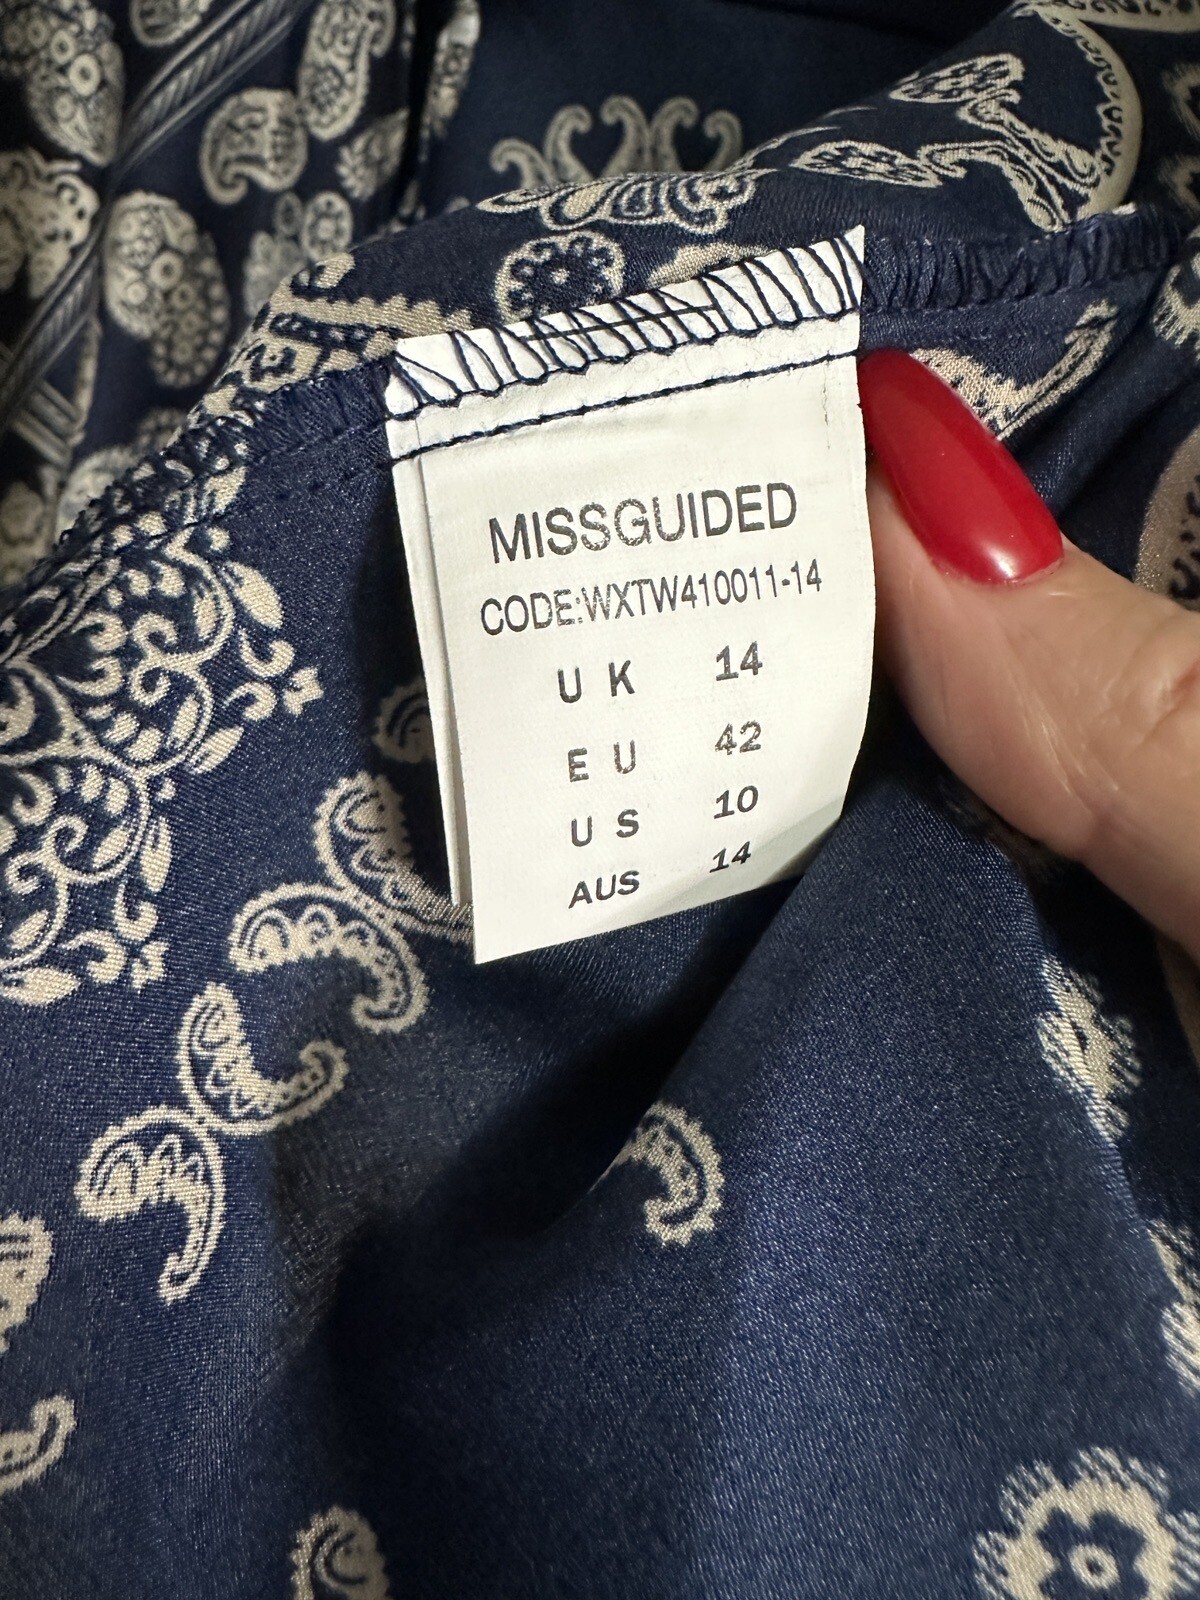 MISSGUIDED
CODE:WXTW410011-14
UK 14
EU 42
US 10
AUS 14